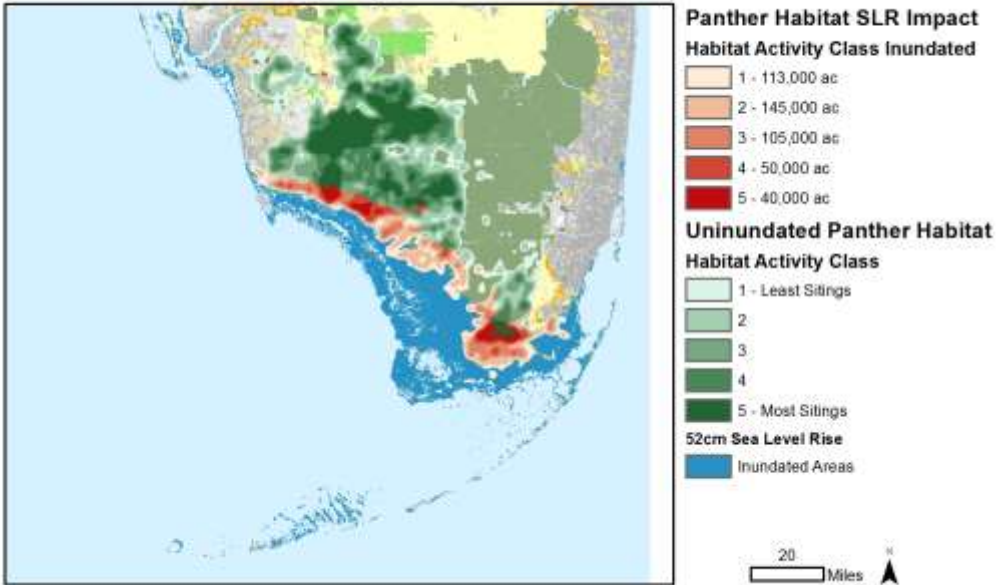 Panther Habitat SLR Impact
Habitat Activity Class Inundated
1 - 113,000 ac
2 - 145,000 ac
3 - 105,000 ac
4 - 50,000 ac
5 - 40,000 ac
Uninundated Panther Habitat
Habitat Activity Class
1 - Least Sitings
2
3
4
5 - Most Sitings
52cm Sea Level Rise
Inundated Areas
20
Miles
N